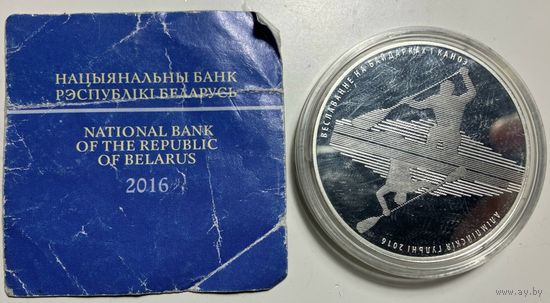 НАЦЫЯНАЛЬНЫ БАНК
РЭСПУБЛІКІ БЕЛАРУСЬ
NATIONAL BANK
OF THE REPUBLIC
OF BELARUS
2016
ВЕСЛАВАННЕ НА БАЙДАРКАХ І КАНОЭ
АЛІМПІЙСКІЯ ГУЛЬНІ 2016
www.ay.by